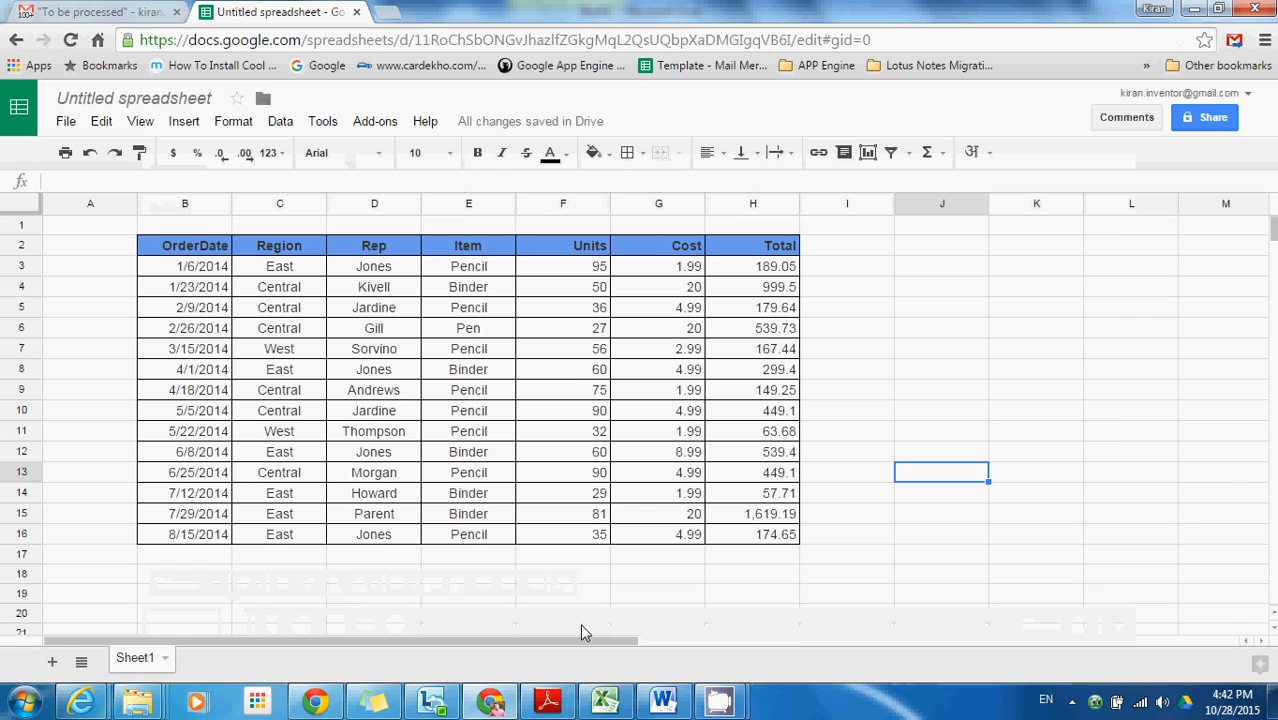 "To be processed" - kiran. Untitled spreadsheet - Go Kiran
https://docs.google.com/spreadsheets/d/11RoChSbONGvJhazlfZGkgMqL2QsUQbpXaDMGIgqVB6I/edit#gid=0
Apps Bookmarks How To Install Cool ... Google www.cardekho.com/... Google App Engine ... Template - Mail Mer... APP Engine Lotus Notes Migrati... » Other bookmarks
Untitled spreadsheet kiran.inventor@gmail.com
File Edit View Insert Format Data Tools Add-ons Help All changes saved in Drive Comments Share
$ % .0 .00 123 Arial 10 B I S A Σ अ
fx
A B C D E F G H I J K L M
1
2 OrderDate Region Rep Item Units Cost Total
3 1/6/2014 East Jones Pencil 95 1.99 189.05
4 1/23/2014 Central Kivell Binder 50 20 999.5
5 2/9/2014 Central Jardine Pencil 36 4.99 179.64
6 2/26/2014 Central Gill Pen 27 20 539.73
7 3/15/2014 West Sorvino Pencil 56 2.99 167.44
8 4/1/2014 East Jones Binder 60 4.99 299.4
9 4/18/2014 Central Andrews Pencil 75 1.99 149.25
10 5/5/2014 Central Jardine Pencil 90 4.99 449.1
11 5/22/2014 West Thompson Pencil 32 1.99 63.68
12 6/8/2014 East Jones Binder 60 8.99 539.4
13 6/25/2014 Central Morgan Pencil 90 4.99 449.1
14 7/12/2014 East Howard Binder 29 1.99 57.71
15 7/29/2014 East Parent Binder 81 20 1,619.19
16 8/15/2014 East Jones Pencil 35 4.99 174.65
17
18
19
20
21
+ Sheet1
EN 4:42 PM
10/28/2015